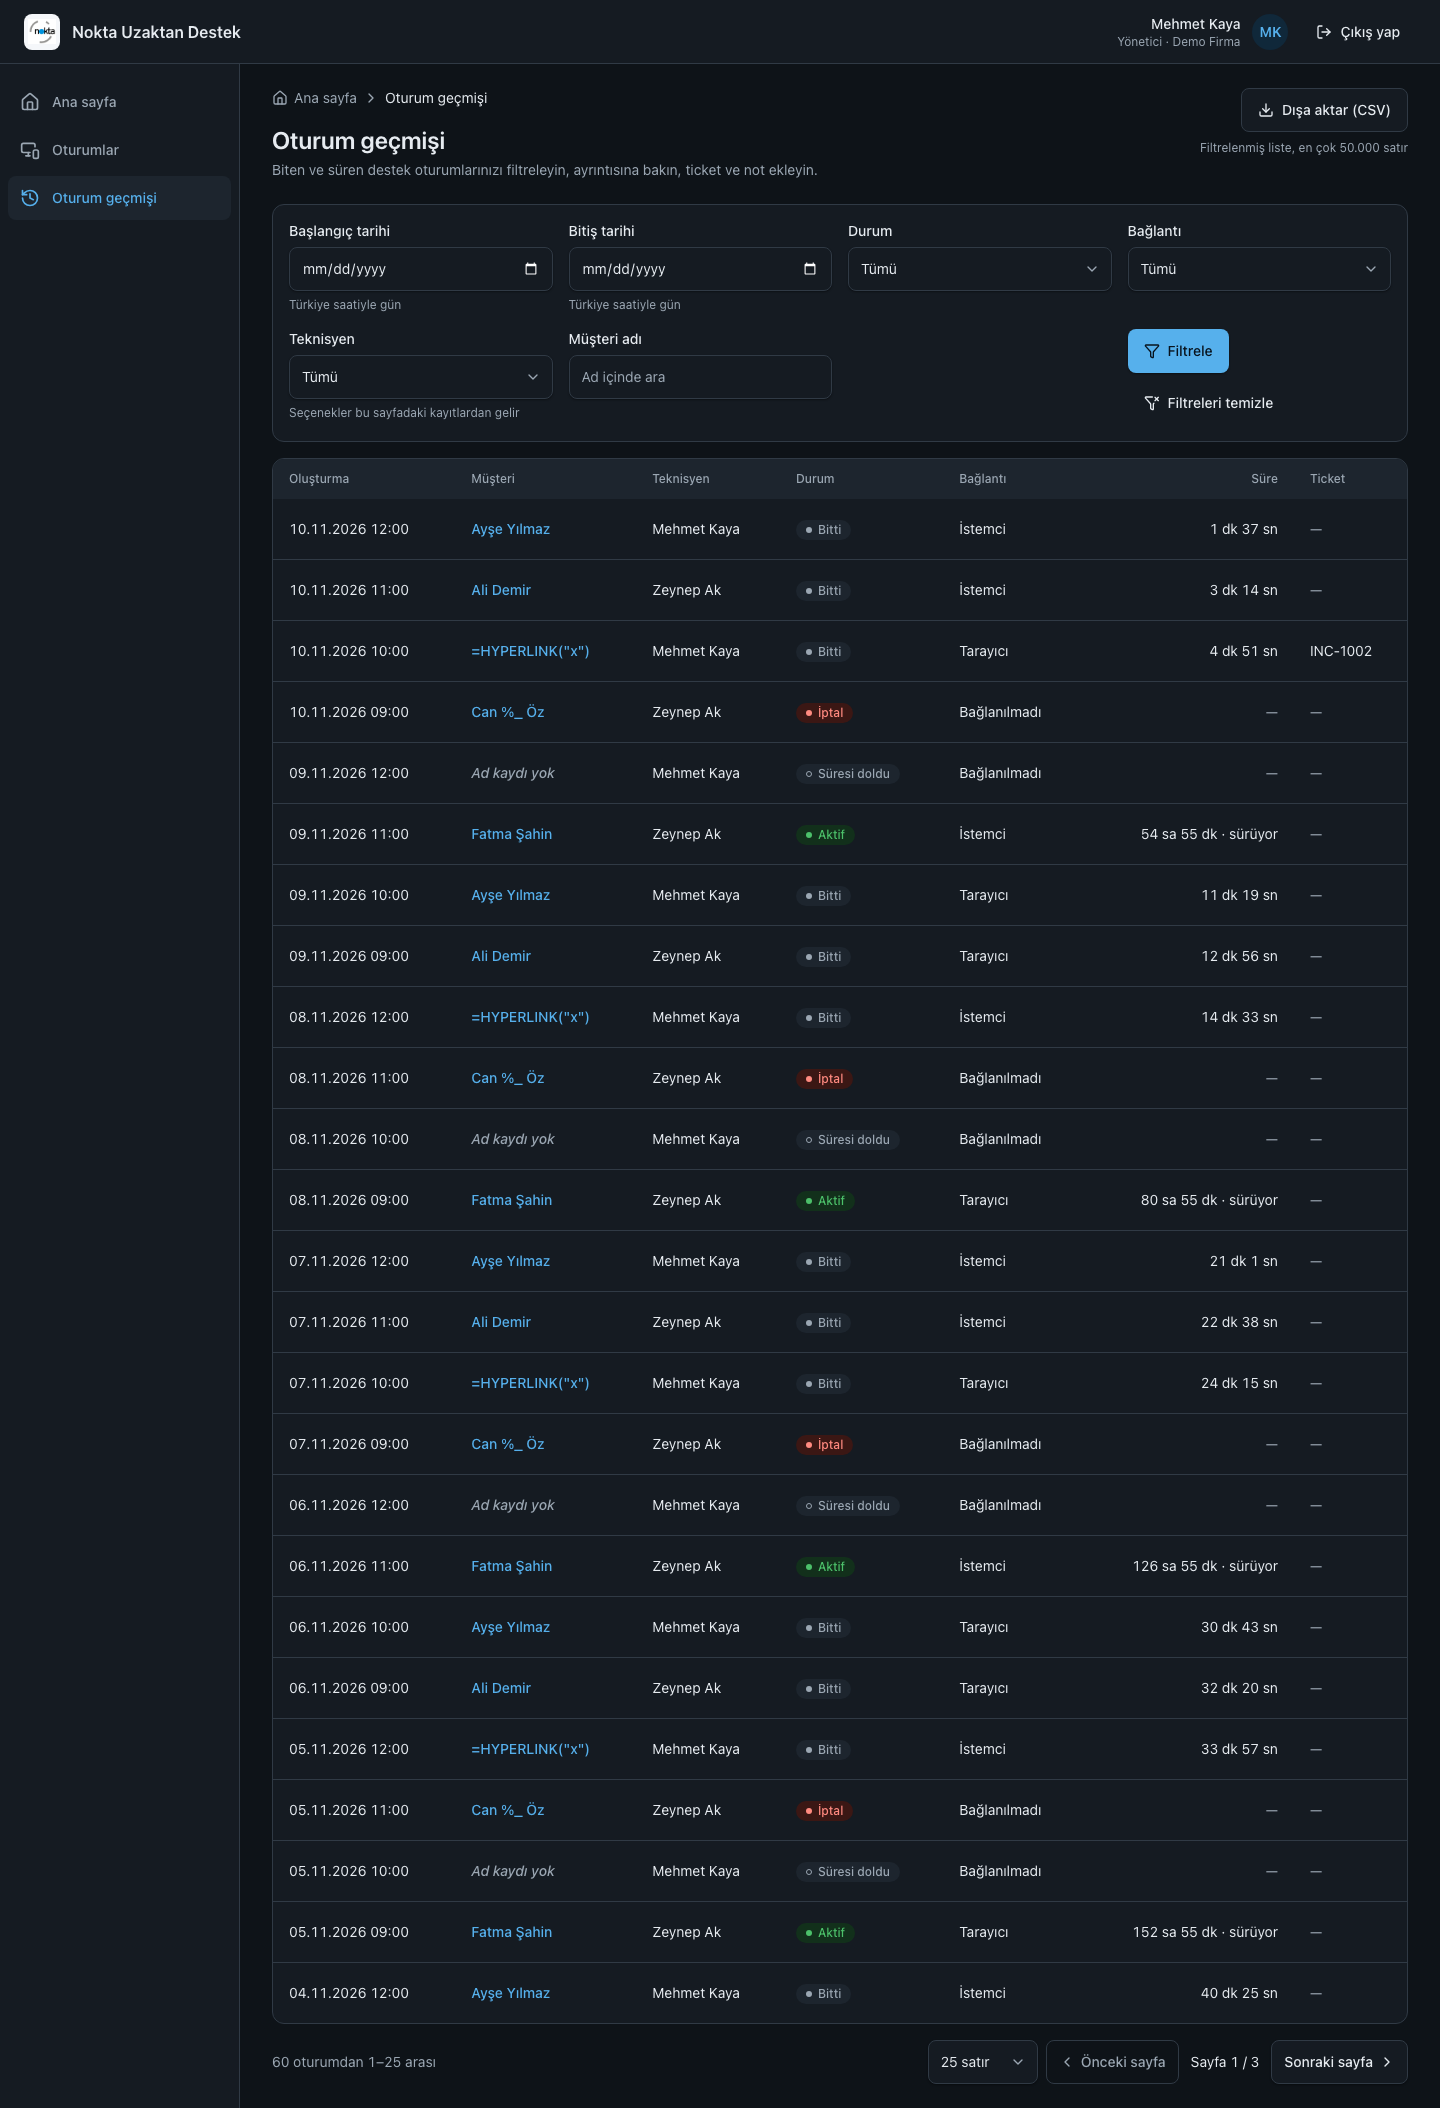 nokta Nokta Uzaktan Destek
Mehmet Kaya
Yönetici · Demo Firma
MK
Çıkış yap
Ana sayfa
Oturumlar
Oturum geçmişi
Ana sayfa > Oturum geçmişi
Oturum geçmişi
Biten ve süren destek oturumlarınızı filtreleyin, ayrıntısına bakın, ticket ve not ekleyin.
Dışa aktar (CSV)
Filtrelenmiş liste, en çok 50.000 satır
Başlangıç tarihi Bitiş tarihi Durum Bağlantı
mm/dd/yyyy mm/dd/yyyy Tümü Tümü
Türkiye saatiyle gün Türkiye saatiyle gün
Teknisyen Müşteri adı
Tümü Ad içinde ara Filtrele
Seçenekler bu sayfadaki kayıtlardan gelir Filtreleri temizle
Oluşturma Müşteri Teknisyen Durum Bağlantı Süre Ticket
10.11.2026 12:00 Ayşe Yılmaz Mehmet Kaya Bitti İstemci 1 dk 37 sn —
10.11.2026 11:00 Ali Demir Zeynep Ak Bitti İstemci 3 dk 14 sn —
10.11.2026 10:00 =HYPERLINK("x") Mehmet Kaya Bitti Tarayıcı 4 dk 51 sn INC-1002
10.11.2026 09:00 Can %_ Öz Zeynep Ak İptal Bağlanılmadı — —
09.11.2026 12:00 Ad kaydı yok Mehmet Kaya Süresi doldu Bağlanılmadı — —
09.11.2026 11:00 Fatma Şahin Zeynep Ak Aktif İstemci 54 sa 55 dk · sürüyor —
09.11.2026 10:00 Ayşe Yılmaz Mehmet Kaya Bitti Tarayıcı 11 dk 19 sn —
09.11.2026 09:00 Ali Demir Zeynep Ak Bitti Tarayıcı 12 dk 56 sn —
08.11.2026 12:00 =HYPERLINK("x") Mehmet Kaya Bitti İstemci 14 dk 33 sn —
08.11.2026 11:00 Can %_ Öz Zeynep Ak İptal Bağlanılmadı — —
08.11.2026 10:00 Ad kaydı yok Mehmet Kaya Süresi doldu Bağlanılmadı — —
08.11.2026 09:00 Fatma Şahin Zeynep Ak Aktif Tarayıcı 80 sa 55 dk · sürüyor —
07.11.2026 12:00 Ayşe Yılmaz Mehmet Kaya Bitti İstemci 21 dk 1 sn —
07.11.2026 11:00 Ali Demir Zeynep Ak Bitti İstemci 22 dk 38 sn —
07.11.2026 10:00 =HYPERLINK("x") Mehmet Kaya Bitti Tarayıcı 24 dk 15 sn —
07.11.2026 09:00 Can %_ Öz Zeynep Ak İptal Bağlanılmadı — —
06.11.2026 12:00 Ad kaydı yok Mehmet Kaya Süresi doldu Bağlanılmadı — —
06.11.2026 11:00 Fatma Şahin Zeynep Ak Aktif İstemci 126 sa 55 dk · sürüyor —
06.11.2026 10:00 Ayşe Yılmaz Mehmet Kaya Bitti Tarayıcı 30 dk 43 sn —
06.11.2026 09:00 Ali Demir Zeynep Ak Bitti Tarayıcı 32 dk 20 sn —
05.11.2026 12:00 =HYPERLINK("x") Mehmet Kaya Bitti İstemci 33 dk 57 sn —
05.11.2026 11:00 Can %_ Öz Zeynep Ak İptal Bağlanılmadı — —
05.11.2026 10:00 Ad kaydı yok Mehmet Kaya Süresi doldu Bağlanılmadı — —
05.11.2026 09:00 Fatma Şahin Zeynep Ak Aktif Tarayıcı 152 sa 55 dk · sürüyor —
04.11.2026 12:00 Ayşe Yılmaz Mehmet Kaya Bitti İstemci 40 dk 25 sn —
60 oturumdan 1–25 arası 25 satır Önceki sayfa Sayfa 1 / 3 Sonraki sayfa